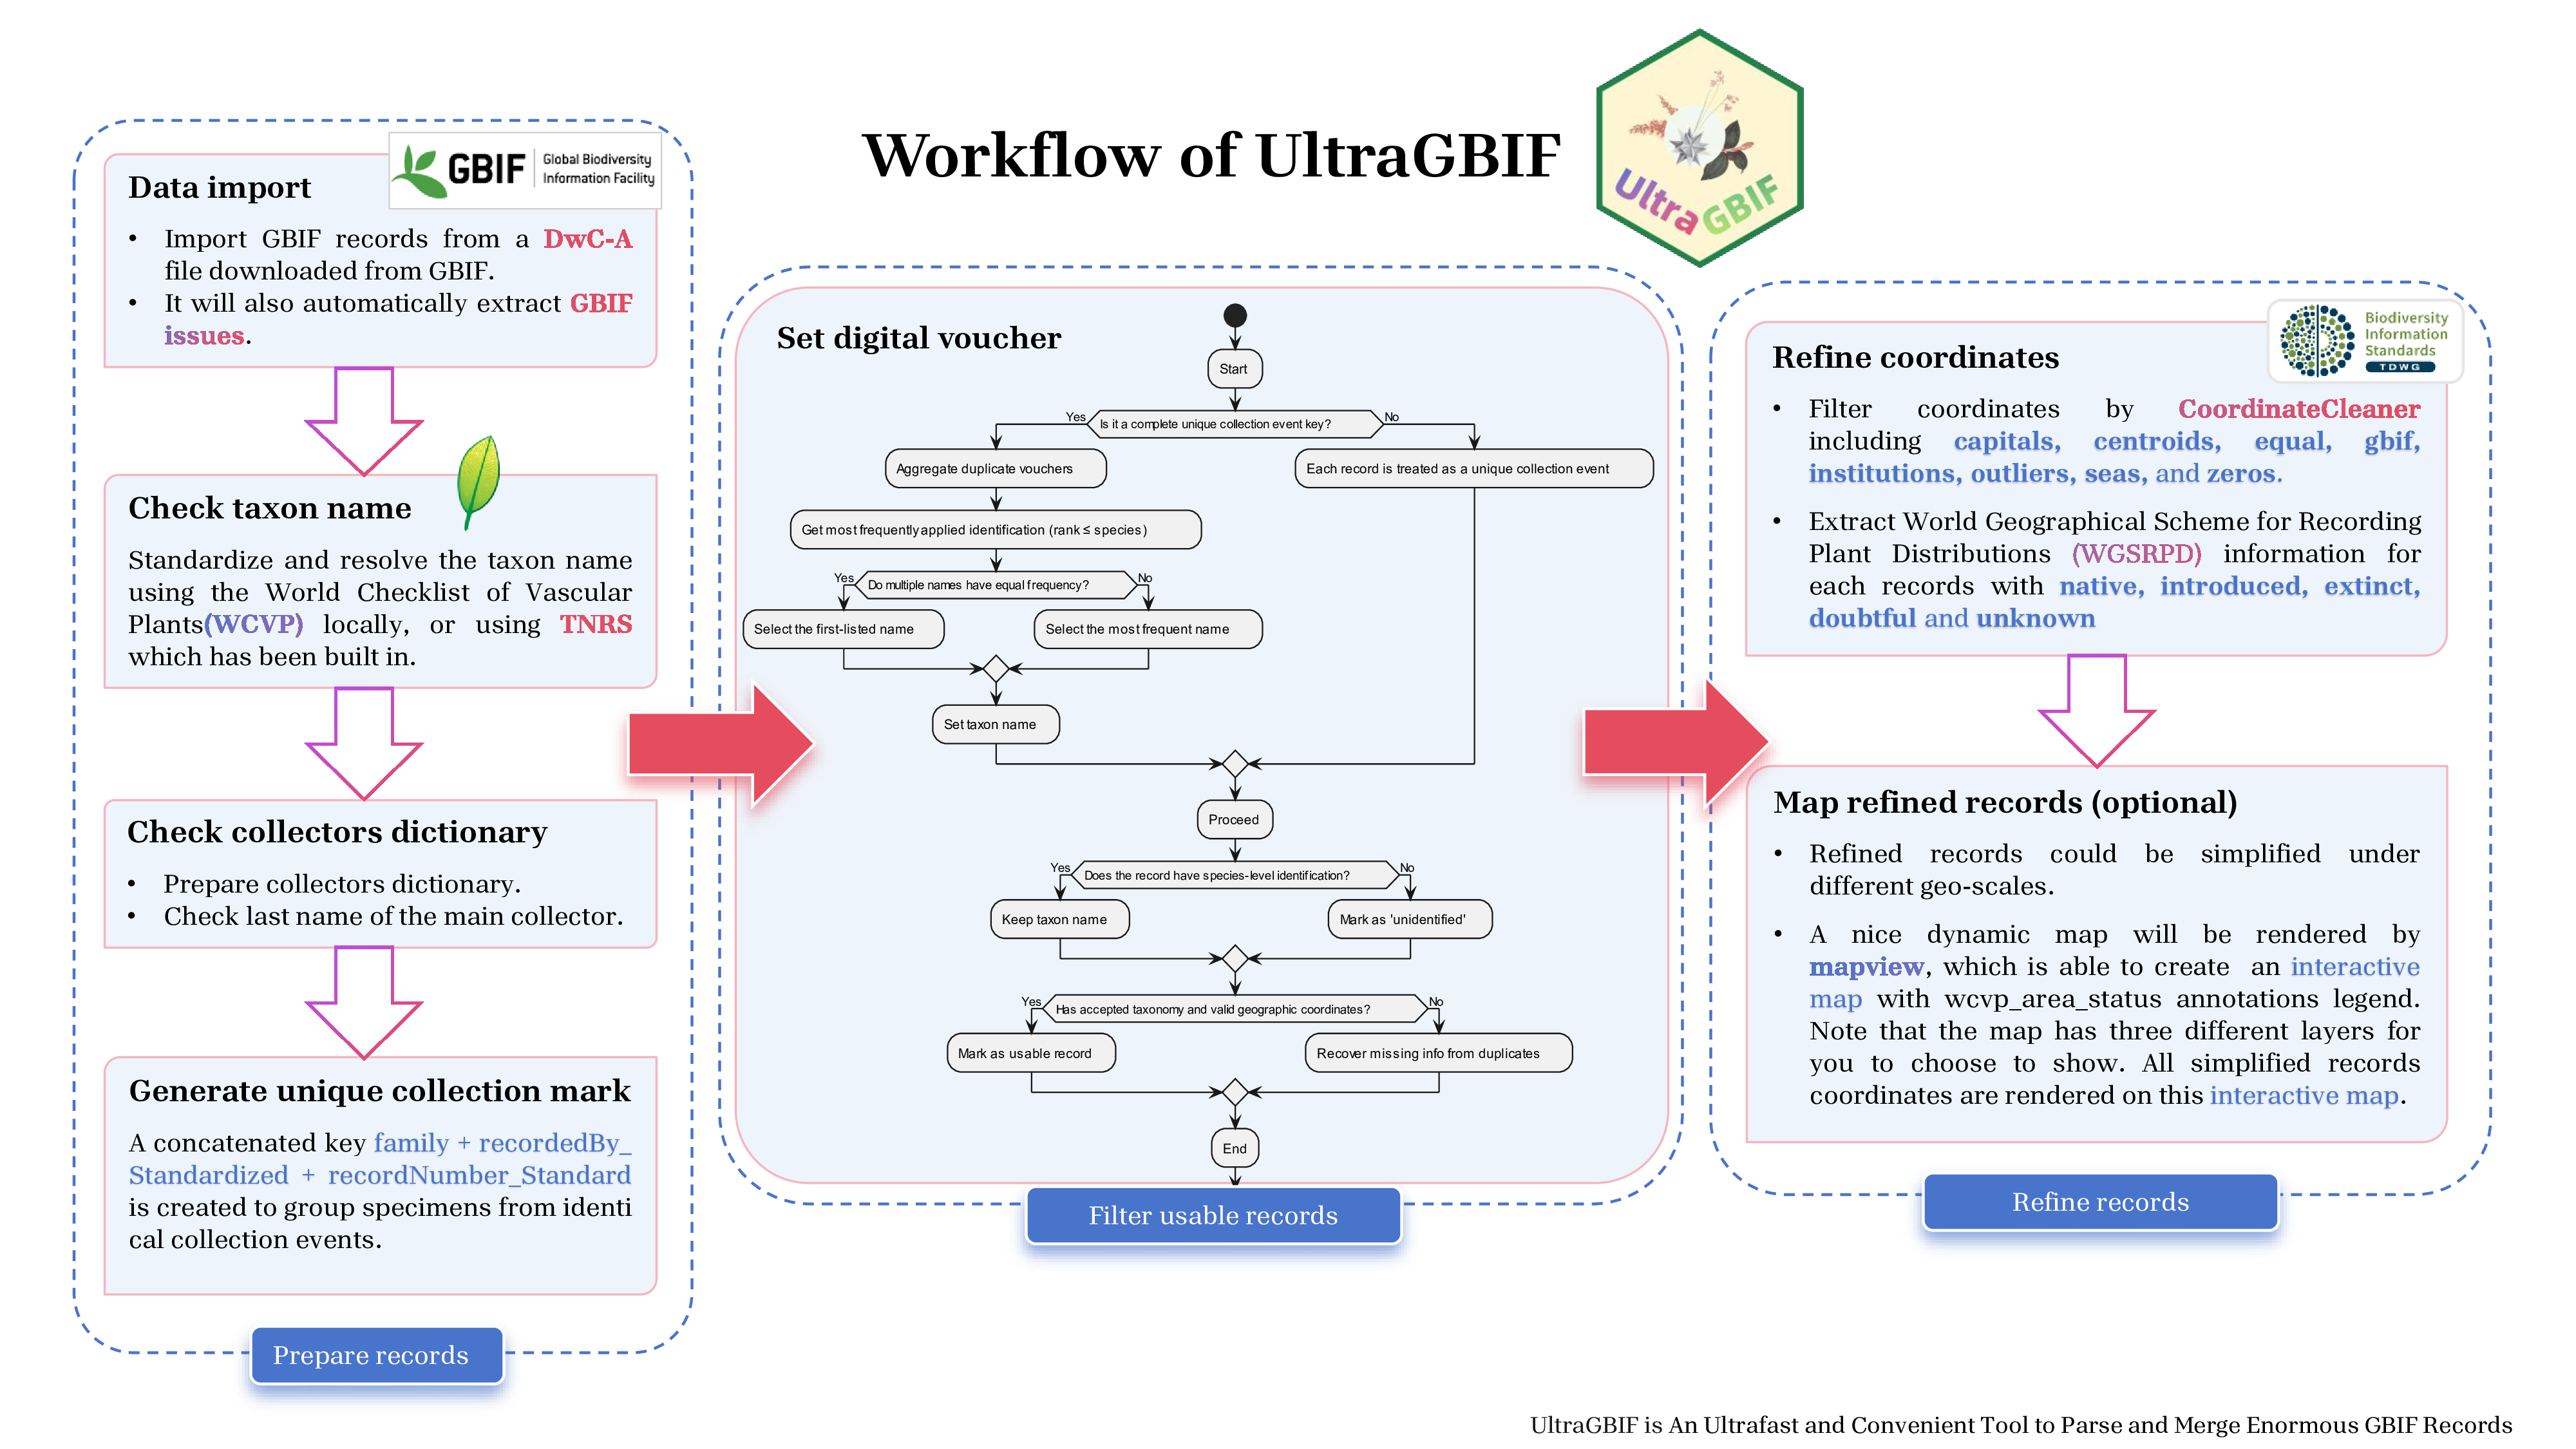 Workflow of UltraGBIF
UltraGBIF
GBIF
Global Biodiversity
Information Facility
Data import
• Import GBIF records from a DwC-A
file downloaded from GBIF.
• It will also automatically extract GBIF
issues.
Check taxon name
Standardize and resolve the taxon name
using the World Checklist of Vascular
Plants(WCVP) locally, or using TNRS
which has been built in.
Check collectors dictionary
• Prepare collectors dictionary.
• Check last name of the main collector.
Generate unique collection mark
A concatenated key family + recordedBy_
Standardized + recordNumber_Standard
is created to group specimens from identi
cal collection events.
Prepare records
Set digital voucher
Start
Yes
Is it a complete unique collection event key?
No
Aggregate duplicate vouchers
Each record is treated as a unique collection event
Get most frequently applied identification (rank ≤ species)
Yes
Do multiple names have equal frequency?
No
Select the first-listed name
Select the most frequent name
Set taxon name
Proceed
Yes
Does the record have species-level identification?
No
Keep taxon name
Mark as 'unidentified'
Yes
Has accepted taxonomy and valid geographic coordinates?
No
Mark as usable record
Recover missing info from duplicates
End
Filter usable records
Biodiversity
Information
Standards
TDWG
Refine coordinates
• Filter coordinates by CoordinateCleaner
including capitals, centroids, equal, gbif,
institutions, outliers, seas, and zeros.
• Extract World Geographical Scheme for Recording
Plant Distributions (WGSRPD) information for
each records with native, introduced, extinct,
doubtful and unknown
Map refined records (optional)
• Refined records could be simplified under
different geo-scales.
• A nice dynamic map will be rendered by
mapview, which is able to create an interactive
map with wcvp_area_status annotations legend.
Note that the map has three different layers for
you to choose to show. All simplified records
coordinates are rendered on this interactive map.
Refine records
UltraGBIF is An Ultrafast and Convenient Tool to Parse and Merge Enormous GBIF Records